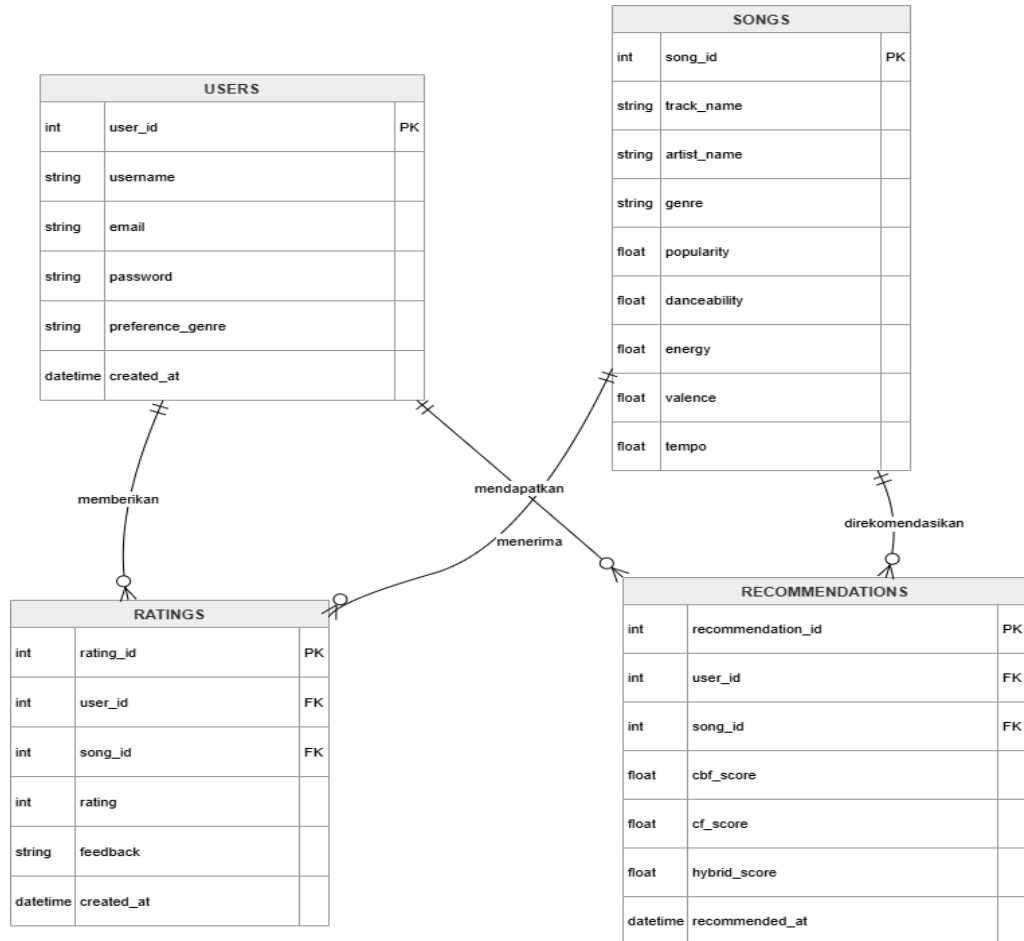 SONGS
int song_id PK
string track_name
string artist_name
string genre
float popularity
float danceability
float energy
float valence
float tempo
USERS
int user_id PK
string username
string email
string password
string preference_genre
datetime created_at
memberikan
mendapatkan
menerima
direkomendasikan
RATINGS
int rating_id PK
int user_id FK
int song_id FK
int rating
string feedback
datetime created_at
RECOMMENDATIONS
int recommendation_id PK
int user_id FK
int song_id FK
float cbf_score
float cf_score
float hybrid_score
datetime recommended_at